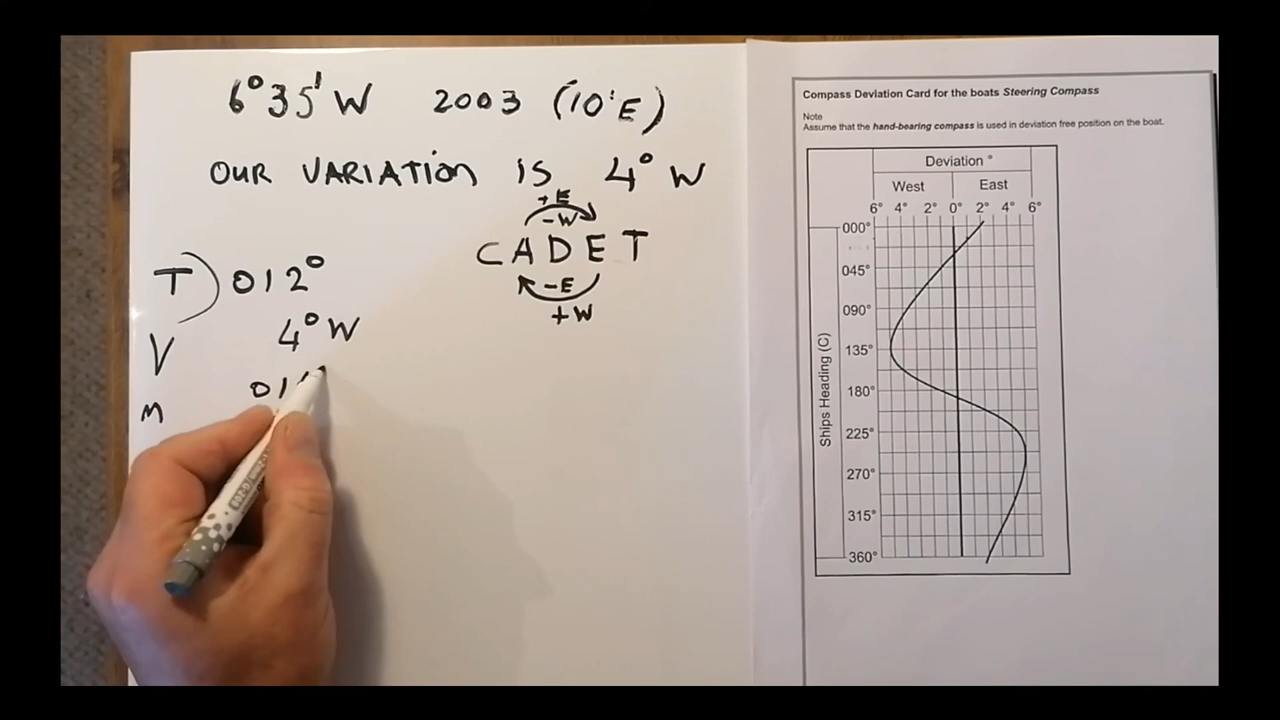 6°35'W 2003 (10'E)
OUR VARIATION IS 4°W
+E
-W
CADET
-E
+W
T) 012°
V 4°W
M 01
Compass Deviation Card for the boats Steering Compass
Note
Assume that the hand-bearing compass is used in deviation free position on the boat.
Deviation °
West East
6° 4° 2° 0° 2° 4° 6°
Ships Heading (C)
000°
045°
090°
135°
180°
225°
270°
315°
360°